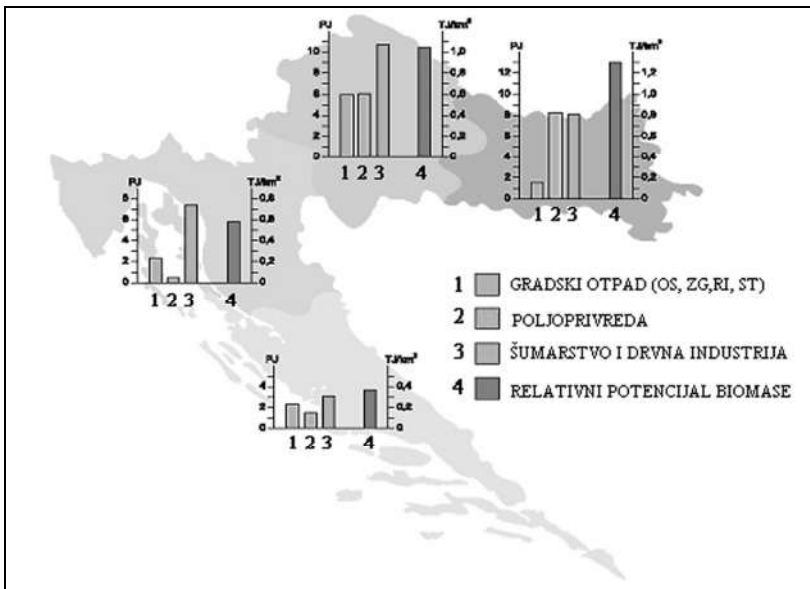 PJ TJ/km²
10 1,0
8 0,8
6 0,6
4 0,4
2 0,2
0 0
1 2 3 4
PJ TJ/km²
12 1,2
10 1,0
8 0,8
6 0,6
4 0,4
2 0,2
0 0
1 2 3 4
PJ TJ/km²
8 0,8
6 0,6
4 0,4
2 0,2
0 0
1 2 3 4
1 GRADSKI OTPAD (OS, ZG,RI, ST)
2 POLJOPRIVREDA
3 ŠUMARSTVO I DRVNA INDUSTRIJA
4 RELATIVNI POTENCIJAL BIOMASE
PJ TJ/km²
4 0,4
2 0,2
0 0
1 2 3 4